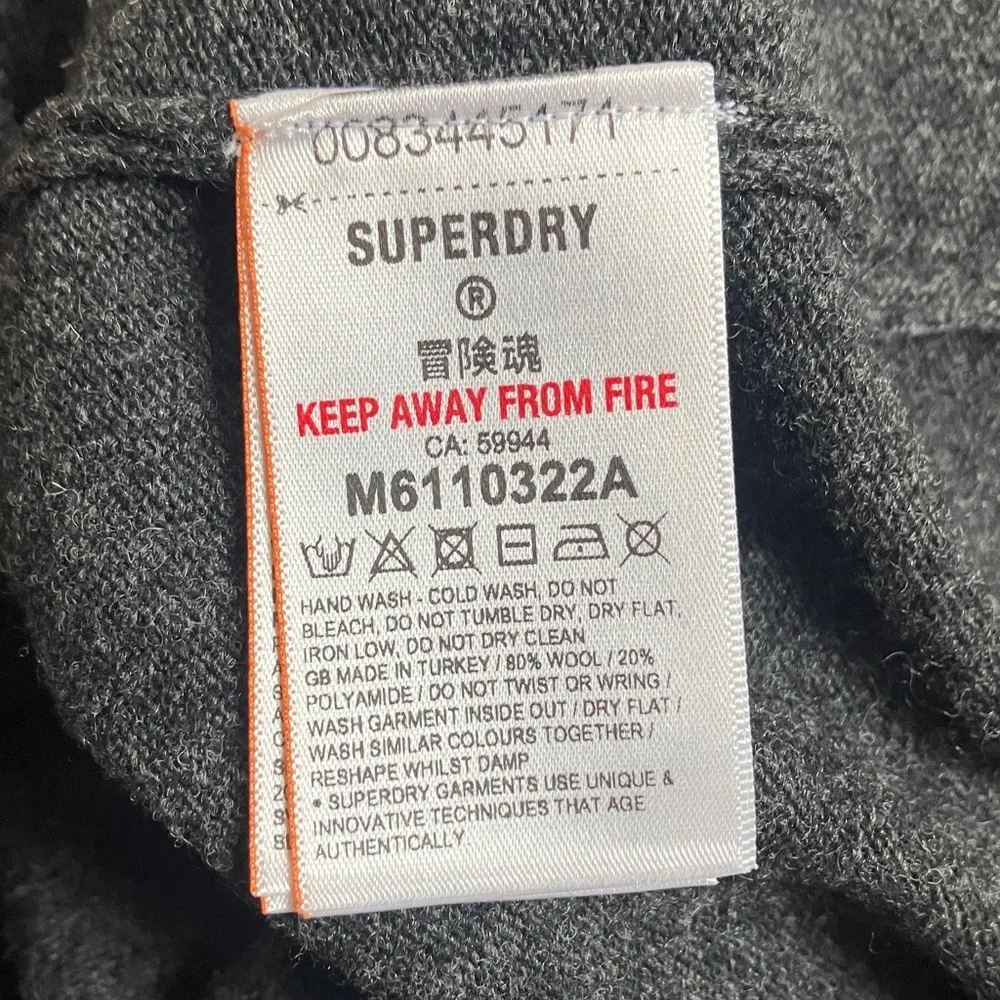 0083445171
SUPERDRY
®
冒険魂
KEEP AWAY FROM FIRE
CA: 59944
M6110322A
HAND WASH - COLD WASH, DO NOT
BLEACH, DO NOT TUMBLE DRY, DRY FLAT,
IRON LOW, DO NOT DRY CLEAN
GB MADE IN TURKEY / 80% WOOL / 20%
POLYAMIDE / DO NOT TWIST OR WRING /
WASH GARMENT INSIDE OUT / DRY FLAT /
WASH SIMILAR COLOURS TOGETHER /
RESHAPE WHILST DAMP
• SUPERDRY GARMENTS USE UNIQUE &
INNOVATIVE TECHNIQUES THAT AGE
AUTHENTICALLY.